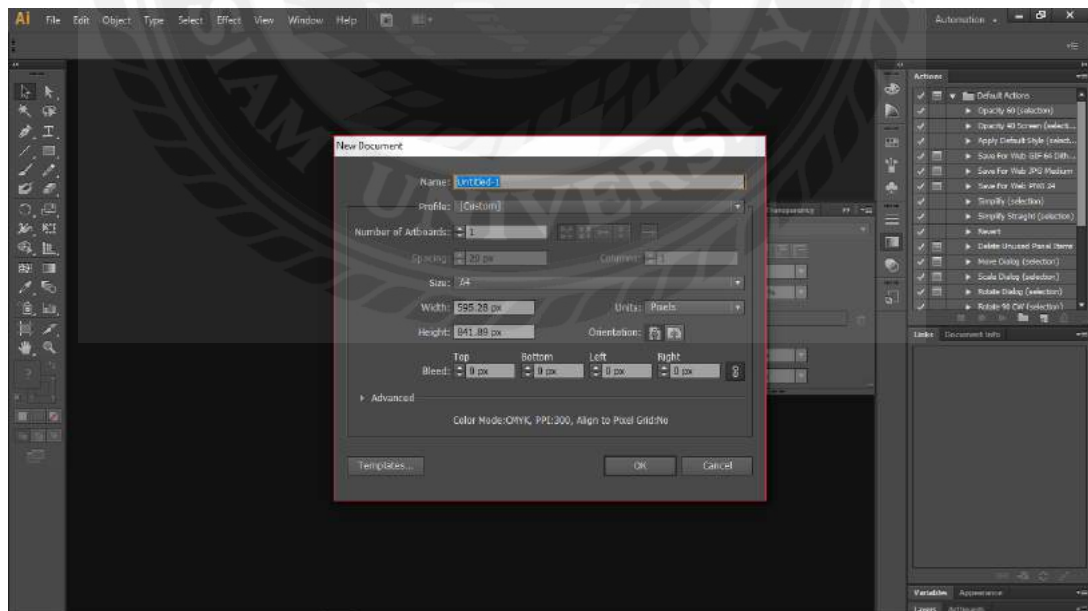 Ai File Edit Object Type Select Effect View Window Help
Automation
SIAM UNIVERSITY
New Document
Name: Untitled-1
Profile: [Custom]
Number of Artboards: 1
Spacing: 20 px Columns: 1
Size: A4
Width: 595.28 px Units: Pixels
Height: 841.89 px Orientation:
Top Bottom Left Right
Bleed: 0 px 0 px 0 px 0 px
Advanced
Color Mode:CMYK, PPI:300, Align to Pixel Grid:No
Templates... OK Cancel
Transparency
Actions
Default Actions
Opacity 60 (selection)
Opacity 40 Screen (select...
Apply Default Style (select...
Save For Web GIF 64 Dith...
Save For Web JPG Medium
Save For Web PNG 24
Simplify (selection)
Simplify Straight (selection)
Revert
Delete Unused Panel Items
Move Dialog (selection)
Scale Dialog (selection)
Rotate Dialog (selection)
Rotate 90 CW (selection)
Links Document Info
Variables Appearance
Layers Artboards